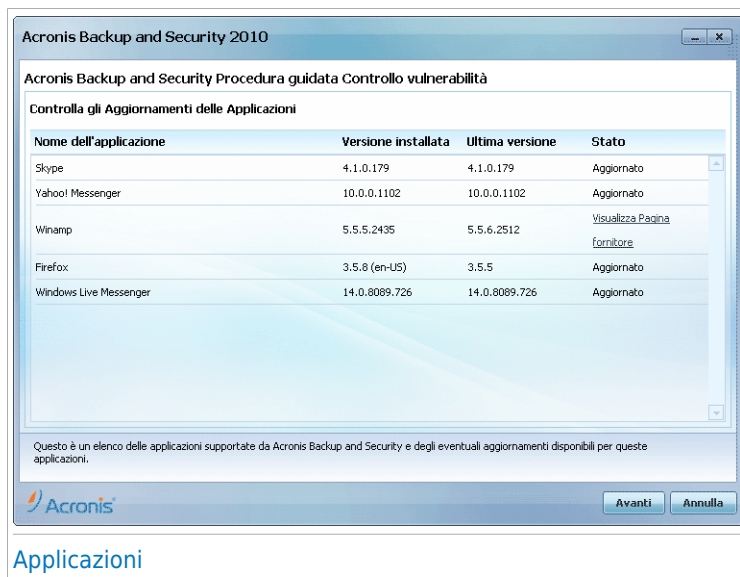 Acronis Backup and Security 2010
Acronis Backup and Security Procedura guidata Controllo vulnerabilità
Controlla gli Aggiornamenti delle Applicazioni
Nome dell'applicazione Versione installata Ultima versione Stato
Skype 4.1.0.179 4.1.0.179 Aggiornato
Yahoo! Messenger 10.0.0.1102 10.0.0.1102 Aggiornato
Winamp 5.5.5.2435 5.5.6.2512 Visualizza Pagina
fornitore
Firefox 3.5.8 (en-US) 3.5.5 Aggiornato
Windows Live Messenger 14.0.8089.726 14.0.8089.726 Aggiornato
Questo è un elenco delle applicazioni supportate da Acronis Backup and Security e degli eventuali aggiornamenti disponibili per queste
applicazioni.
Acronis
Avanti Annulla
Applicazioni